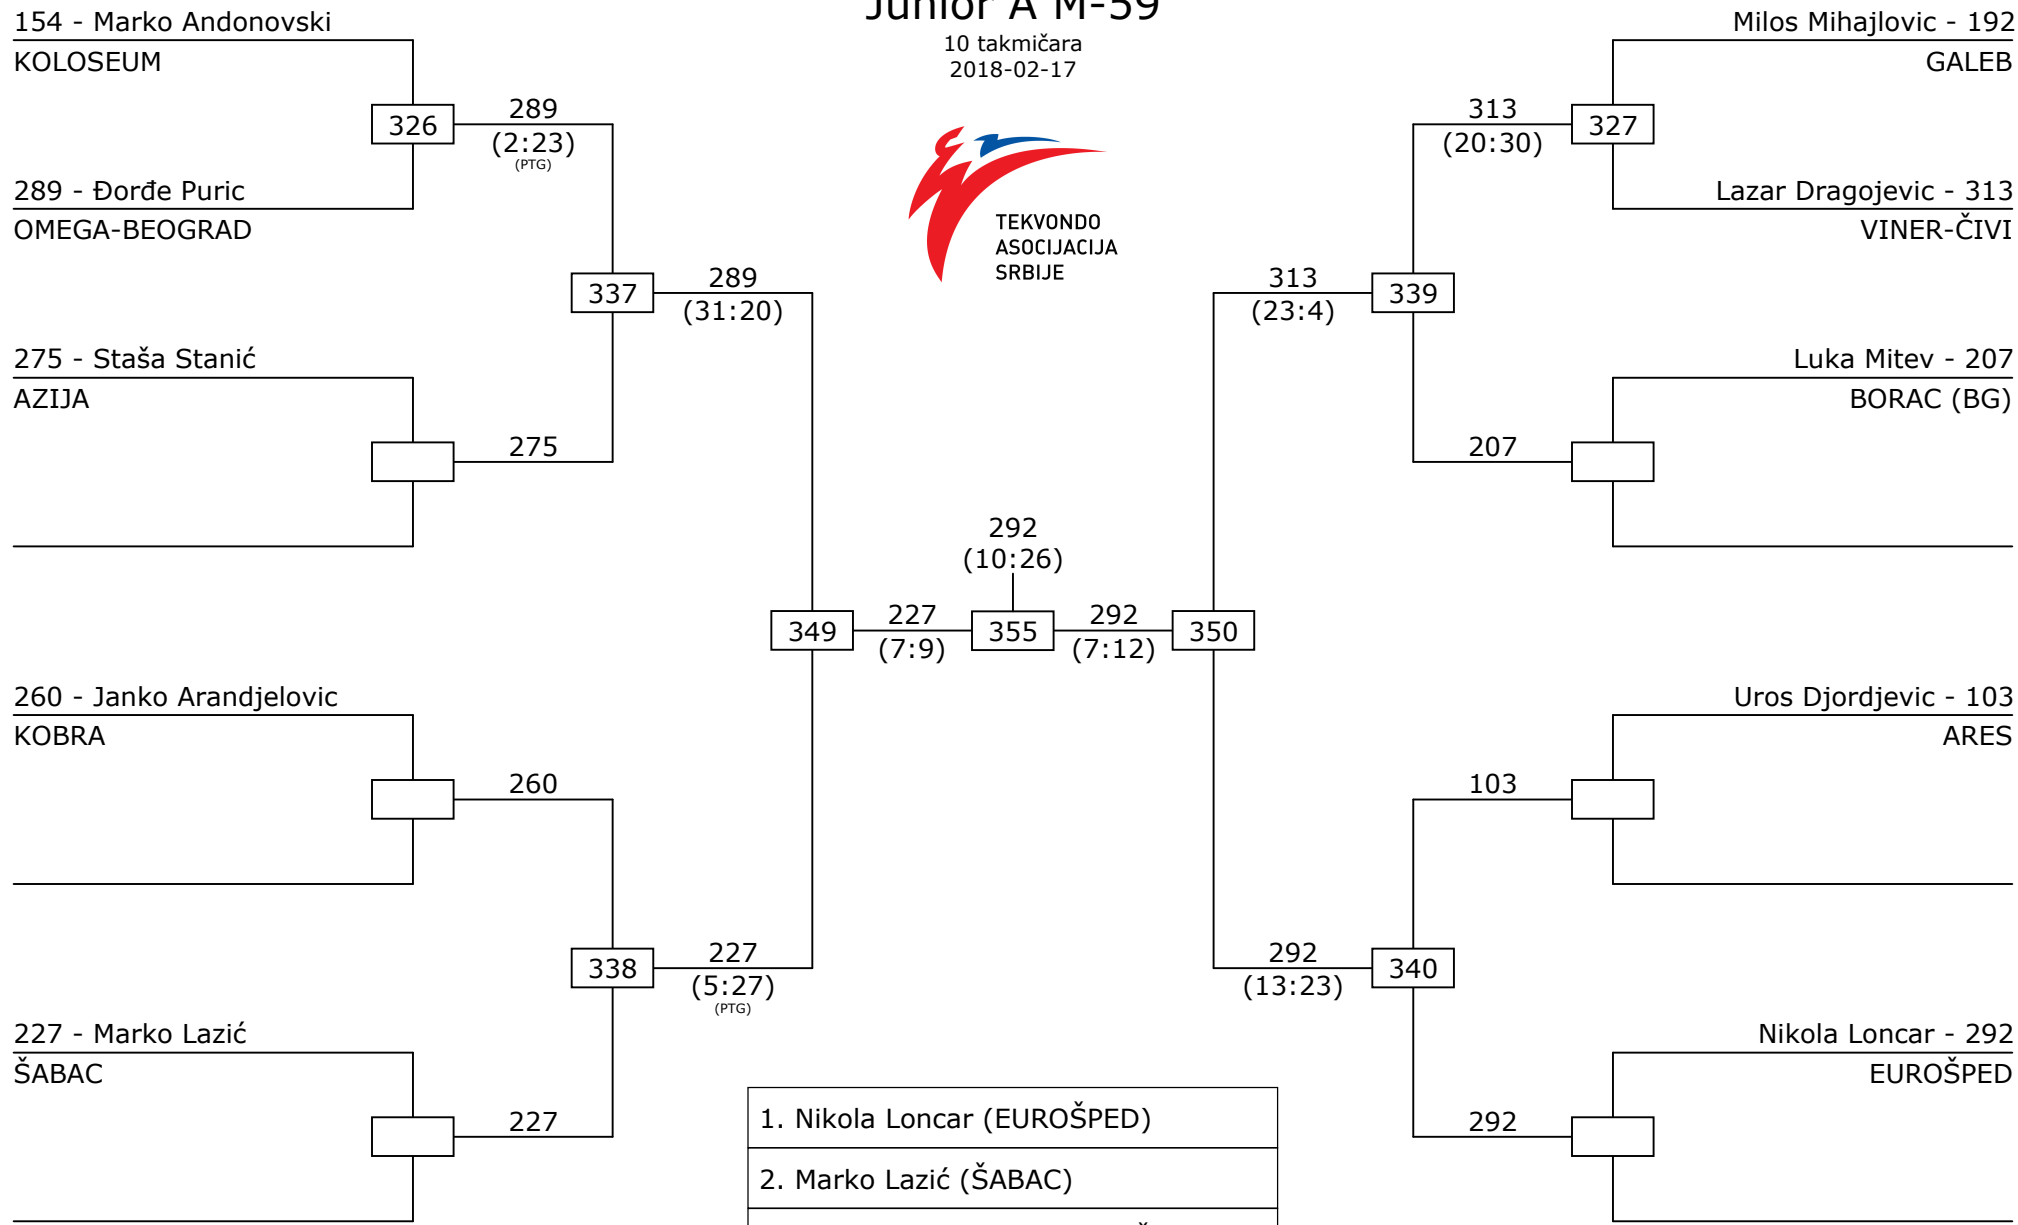 Junior A M-59
10 takmičara
2018-02-17
TEKVONDO
ASOCIJACIJA
SRBIJE
154 - Marko Andonovski
KOLOSEUM
326
289
(2:23)
(PTG)
289 - Đorđe Puric
OMEGA-BEOGRAD
337
289
(31:20)
275 - Staša Stanić
AZIJA
275
349
227
(7:9)
260 - Janko Arandjelovic
KOBRA
260
338
227
(5:27)
(PTG)
227 - Marko Lazić
ŠABAC
227
292
(10:26)
355
Milos Mihajlovic - 192
GALEB
313
(20:30)
327
Lazar Dragojevic - 313
VINER-ČIVI
313
(23:4)
339
Luka Mitev - 207
BORAC (BG)
207
292
(7:12)
350
Uros Djordjevic - 103
ARES
103
292
(13:23)
340
Nikola Loncar - 292
EUROŠPED
292
1. Nikola Loncar (EUROŠPED)
2. Marko Lazić (ŠABAC)